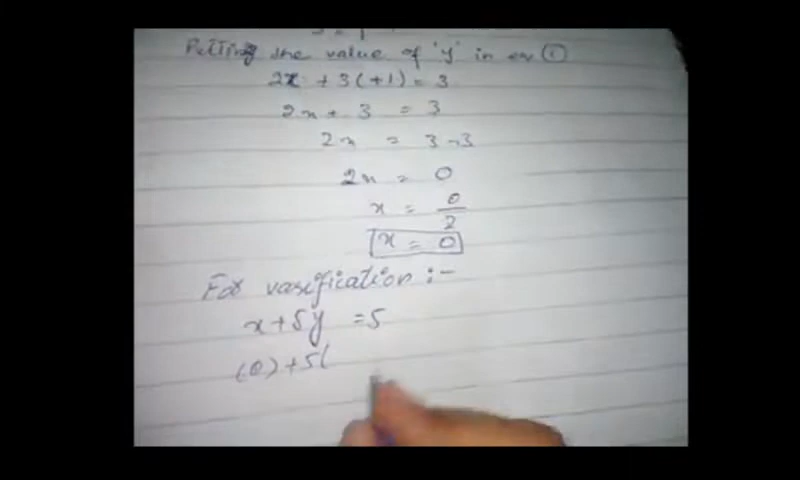 Putting the value of 'y' in eq ①
2x + 3(+1) = 3
2x + 3 = 3
2x = 3-3
2x = 0
x = 0/2
x = 0
For varification :-
x+5y = 5
(0)+5(